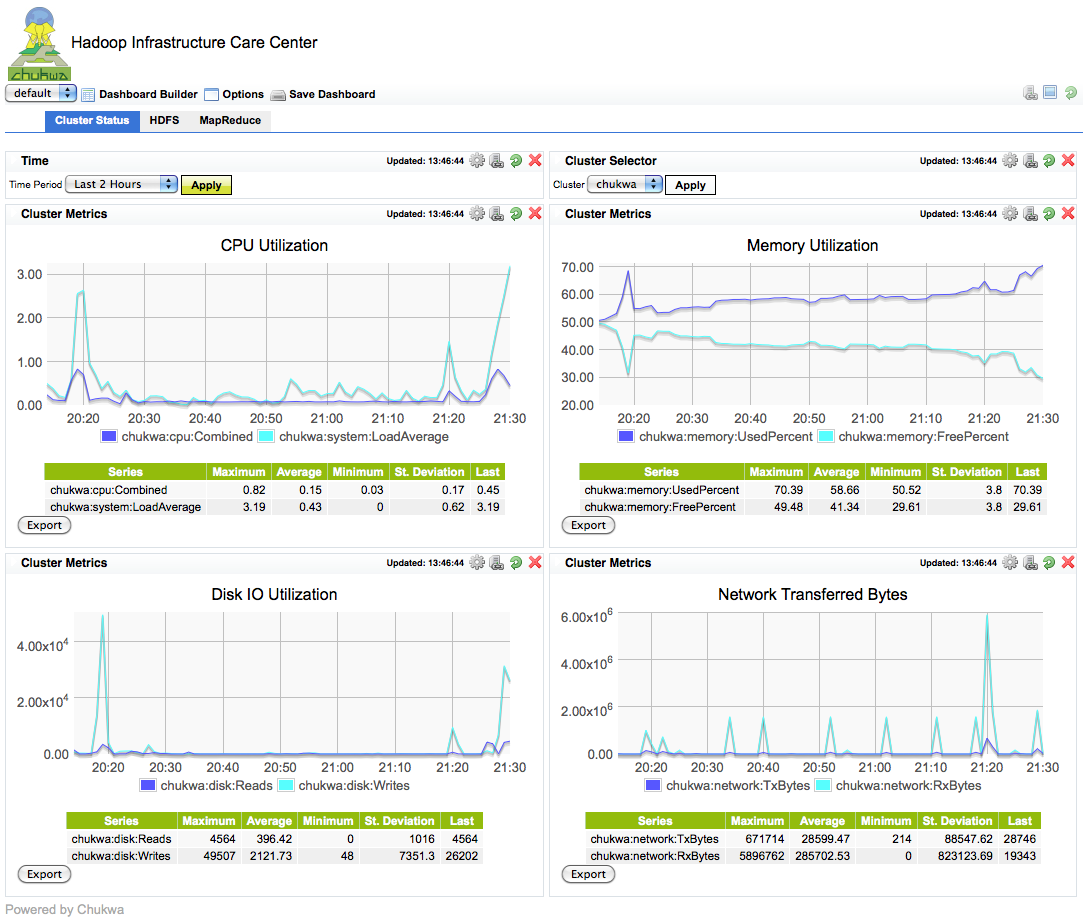 chukwa
Hadoop Infrastructure Care Center
default Dashboard Builder Options Save Dashboard
Cluster Status HDFS MapReduce
Time Updated: 13:46:44
Time Period Last 2 Hours Apply
Cluster Selector Updated: 13:46:44
Cluster chukwa Apply
Cluster Metrics Updated: 13:46:44
CPU Utilization
3.00
2.00
1.00
0.00
20:20 20:30 20:40 20:50 21:00 21:10 21:20 21:30
chukwa:cpu:Combined chukwa:system:LoadAverage
Series Maximum Average Minimum St. Deviation Last
chukwa:cpu:Combined 0.82 0.15 0.03 0.17 0.45
chukwa:system:LoadAverage 3.19 0.43 0 0.62 3.19
Export
Cluster Metrics Updated: 13:46:44
Memory Utilization
70.00
60.00
50.00
40.00
30.00
20.00
20:20 20:30 20:40 20:50 21:00 21:10 21:20 21:30
chukwa:memory:UsedPercent chukwa:memory:FreePercent
Series Maximum Average Minimum St. Deviation Last
chukwa:memory:UsedPercent 70.39 58.66 50.52 3.8 70.39
chukwa:memory:FreePercent 49.48 41.34 29.61 3.8 29.61
Export
Cluster Metrics Updated: 13:46:44
Disk IO Utilization
4.00x10⁴
2.00x10⁴
0.00
20:20 20:30 20:40 20:50 21:00 21:10 21:20 21:30
chukwa:disk:Reads chukwa:disk:Writes
Series Maximum Average Minimum St. Deviation Last
chukwa:disk:Reads 4564 396.42 0 1016 4564
chukwa:disk:Writes 49507 2121.73 48 7351.3 26202
Export
Cluster Metrics Updated: 13:46:44
Network Transferred Bytes
6.00x10⁶
4.00x10⁶
2.00x10⁶
0.00
20:20 20:30 20:40 20:50 21:00 21:10 21:20 21:30
chukwa:network:TxBytes chukwa:network:RxBytes
Series Maximum Average Minimum St. Deviation Last
chukwa:network:TxBytes 671714 28599.47 214 88547.62 28746
chukwa:network:RxBytes 5896762 285702.53 0 823123.69 19343
Export
Powered by Chukwa